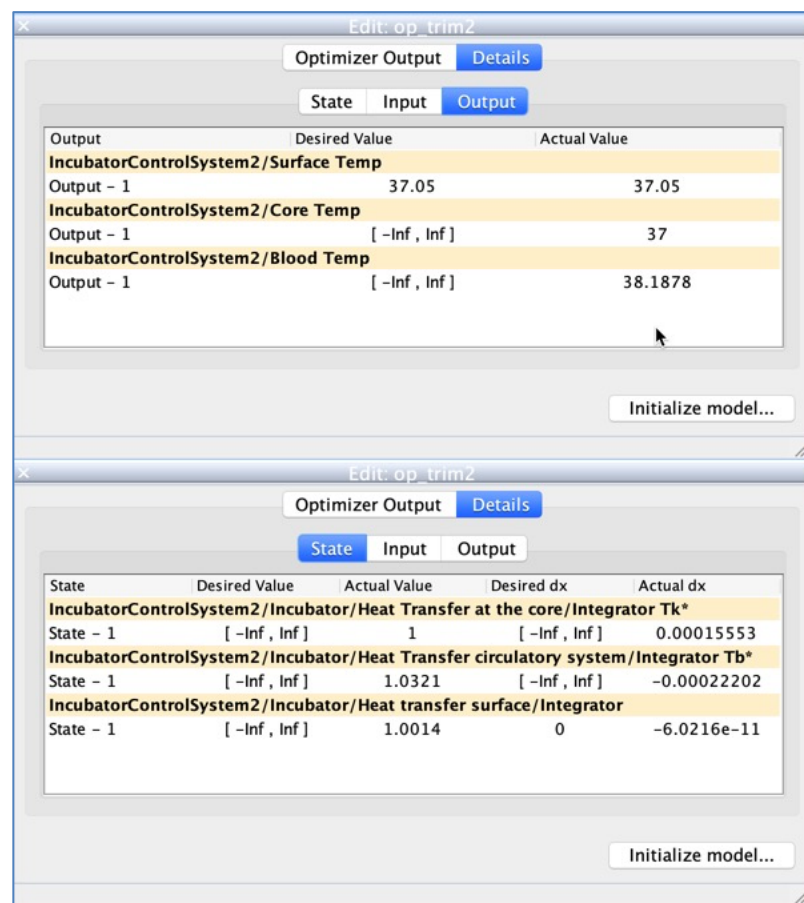 Edit: op_trim2
Optimizer Output Details
State Input Output
Output Desired Value Actual Value
IncubatorControlSystem2/Surface Temp
Output – 1 37.05 37.05
IncubatorControlSystem2/Core Temp
Output – 1 [ –Inf , Inf ] 37
IncubatorControlSystem2/Blood Temp
Output – 1 [ –Inf , Inf ] 38.1878
Initialize model...
Edit: op_trim2
Optimizer Output Details
State Input Output
State Desired Value Actual Value Desired dx Actual dx
IncubatorControlSystem2/Incubator/Heat Transfer at the core/Integrator Tk*
State – 1 [ –Inf , Inf ] 1 [ –Inf , Inf ] 0.00015553
IncubatorControlSystem2/Incubator/Heat Transfer circulatory system/Integrator Tb*
State – 1 [ –Inf , Inf ] 1.0321 [ –Inf , Inf ] –0.00022202
IncubatorControlSystem2/Incubator/Heat transfer surface/Integrator
State – 1 [ –Inf , Inf ] 1.0014 0 –6.0216e–11
Initialize model...